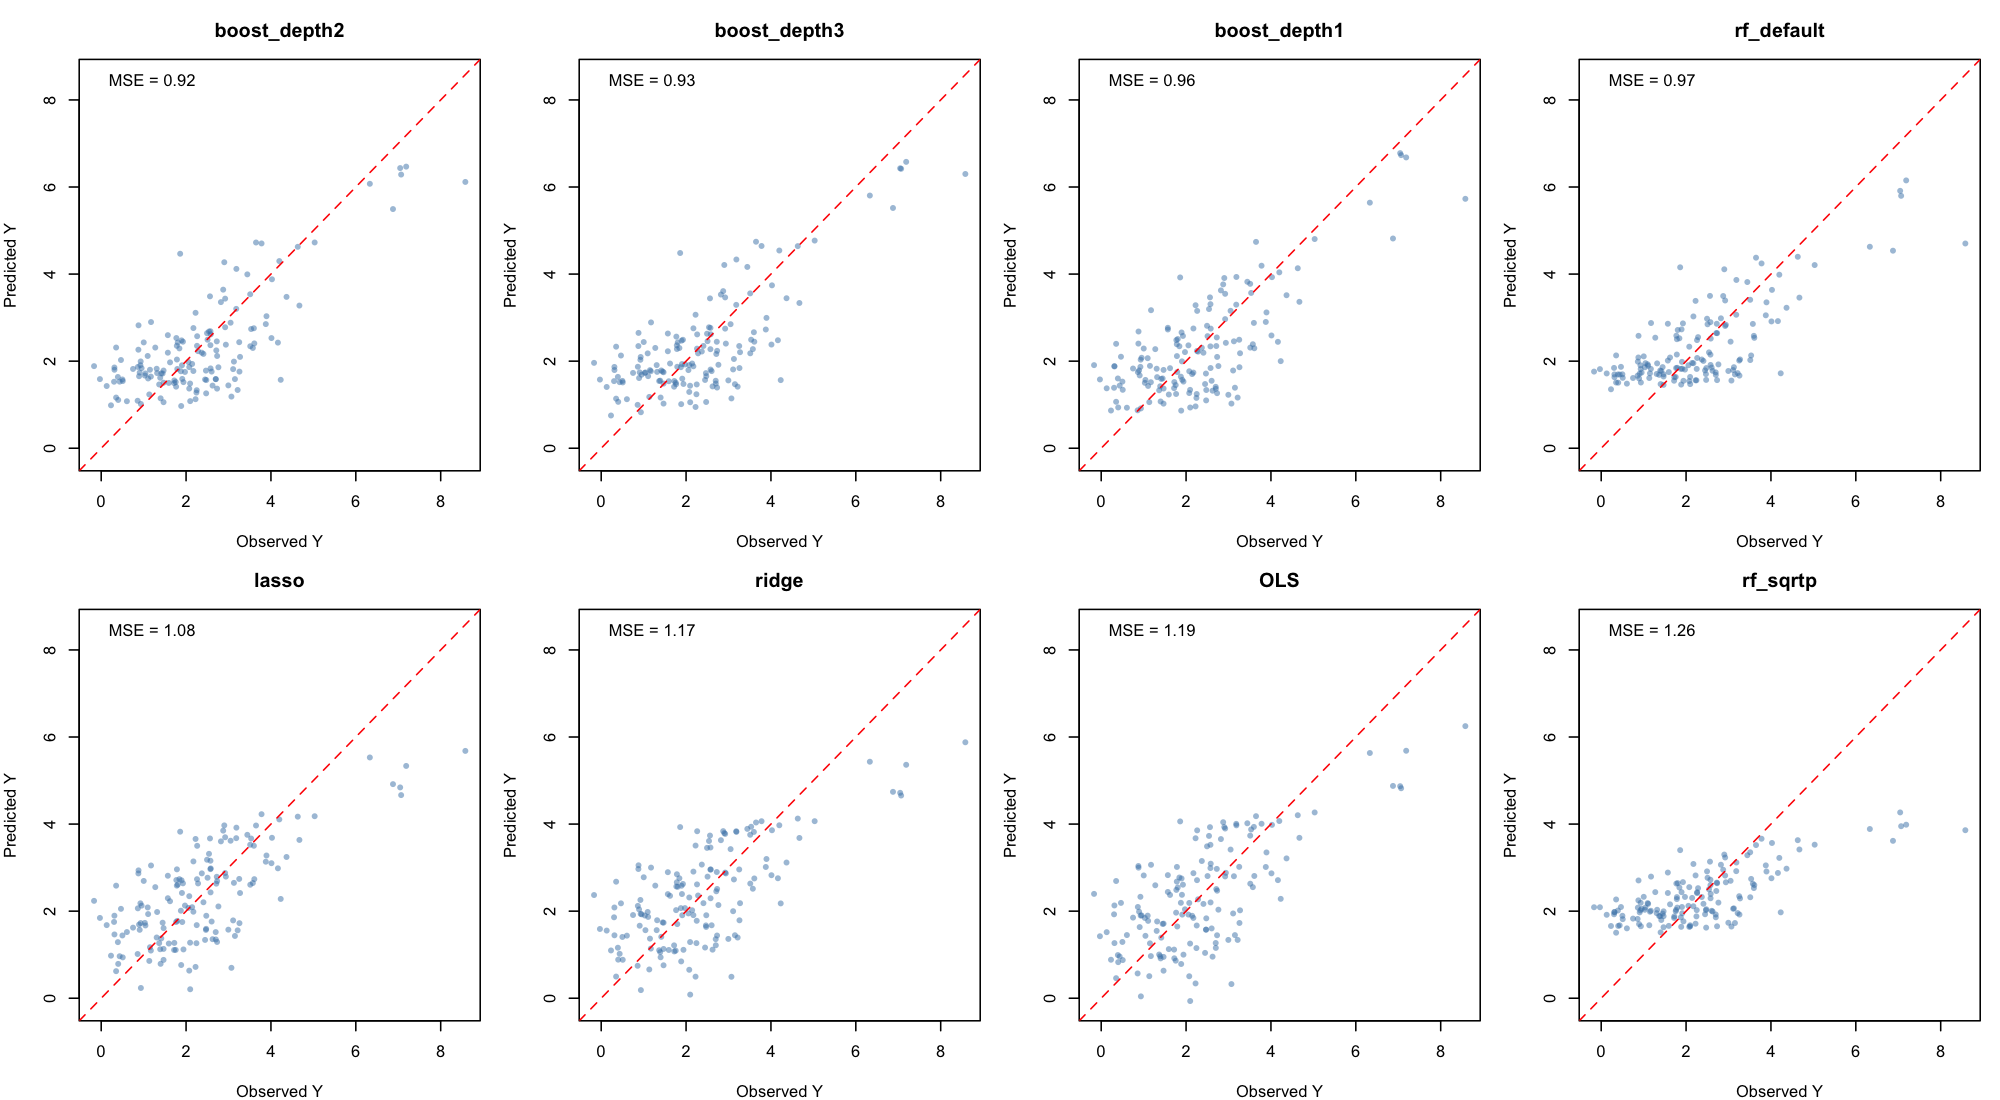 boost_depth2
MSE = 0.92
Predicted Y
0 2 4 6 8
0 2 4 6 8
Observed Y
boost_depth3
MSE = 0.93
Predicted Y
0 2 4 6 8
0 2 4 6 8
Observed Y
boost_depth1
MSE = 0.96
Predicted Y
0 2 4 6 8
0 2 4 6 8
Observed Y
rf_default
MSE = 0.97
Predicted Y
0 2 4 6 8
0 2 4 6 8
Observed Y
lasso
MSE = 1.08
Predicted Y
0 2 4 6 8
0 2 4 6 8
Observed Y
ridge
MSE = 1.17
Predicted Y
0 2 4 6 8
0 2 4 6 8
Observed Y
OLS
MSE = 1.19
Predicted Y
0 2 4 6 8
0 2 4 6 8
Observed Y
rf_sqrtp
MSE = 1.26
Predicted Y
0 2 4 6 8
0 2 4 6 8
Observed Y